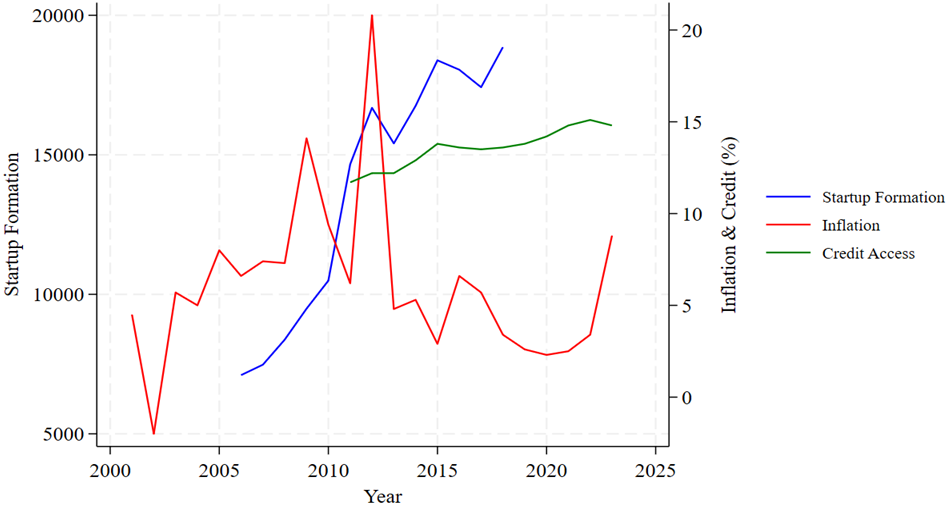 20000
15000
10000
5000
Startup Formation
2000 2005 2010 2015 2020 2025
Year
20
15
10
5
0
Inflation & Credit (%)
Startup Formation
Inflation
Credit Access